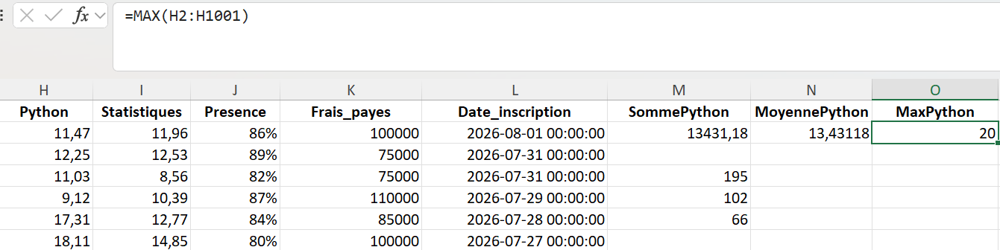 fx =MAX(H2:H1001)
H I J K L M N O
Python Statistiques Presence Frais_payes Date_inscription SommePython MoyennePython MaxPython
11,47 11,96 86% 100000 2026-08-01 00:00:00 13431,18 13,43118 20
12,25 12,53 89% 75000 2026-07-31 00:00:00
11,03 8,56 82% 75000 2026-07-31 00:00:00 195
9,12 10,39 87% 110000 2026-07-29 00:00:00 102
17,31 12,77 84% 85000 2026-07-28 00:00:00 66
18,11 14,85 80% 100000 2026-07-27 00:00:00